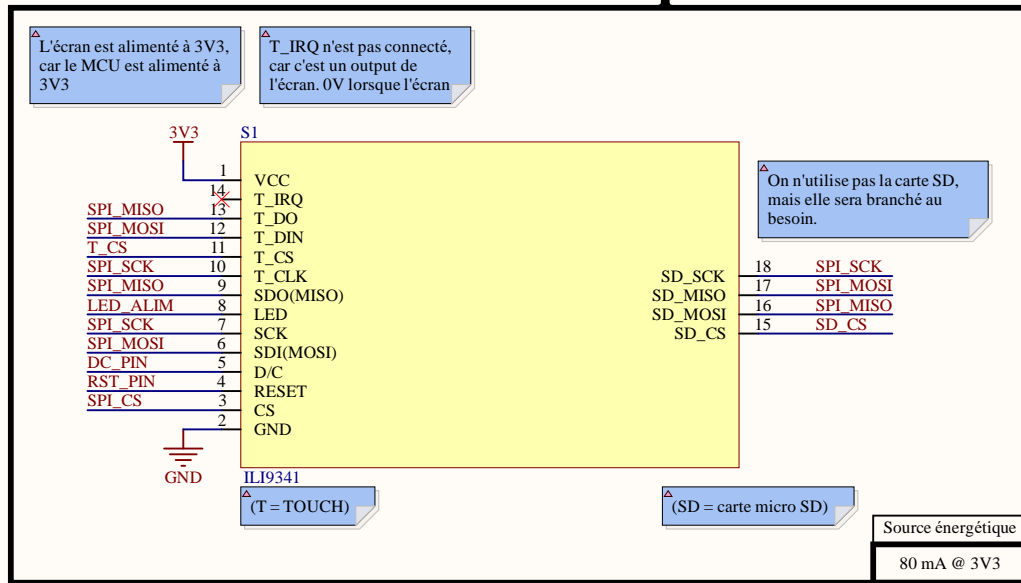 L'écran est alimenté à 3V3,
car le MCU est alimenté à
3V3
T_IRQ n'est pas connecté,
car c'est un output de
l'écran. 0V lorsque l'écran
3V3
S1
1 VCC
14 T_IRQ
SPI_MISO 13 T_DO
SPI_MOSI 12 T_DIN
T_CS 11 T_CS
SPI_SCK 10 T_CLK
SPI_MISO 9 SDO(MISO)
LED_ALIM 8 LED
SPI_SCK 7 SCK
SPI_MOSI 6 SDI(MOSI)
DC_PIN 5 D/C
RST_PIN 4 RESET
SPI_CS 3 CS
2 GND
GND
On n'utilise pas la carte SD,
mais elle sera branché au
besoin.
SD_SCK 18 SPI_SCK
SD_MISO 17 SPI_MOSI
SD_MOSI 16 SPI_MISO
SD_CS 15 SD_CS
ILI9341
(T = TOUCH)
(SD = carte micro SD)
Source énergétique
80 mA @ 3V3